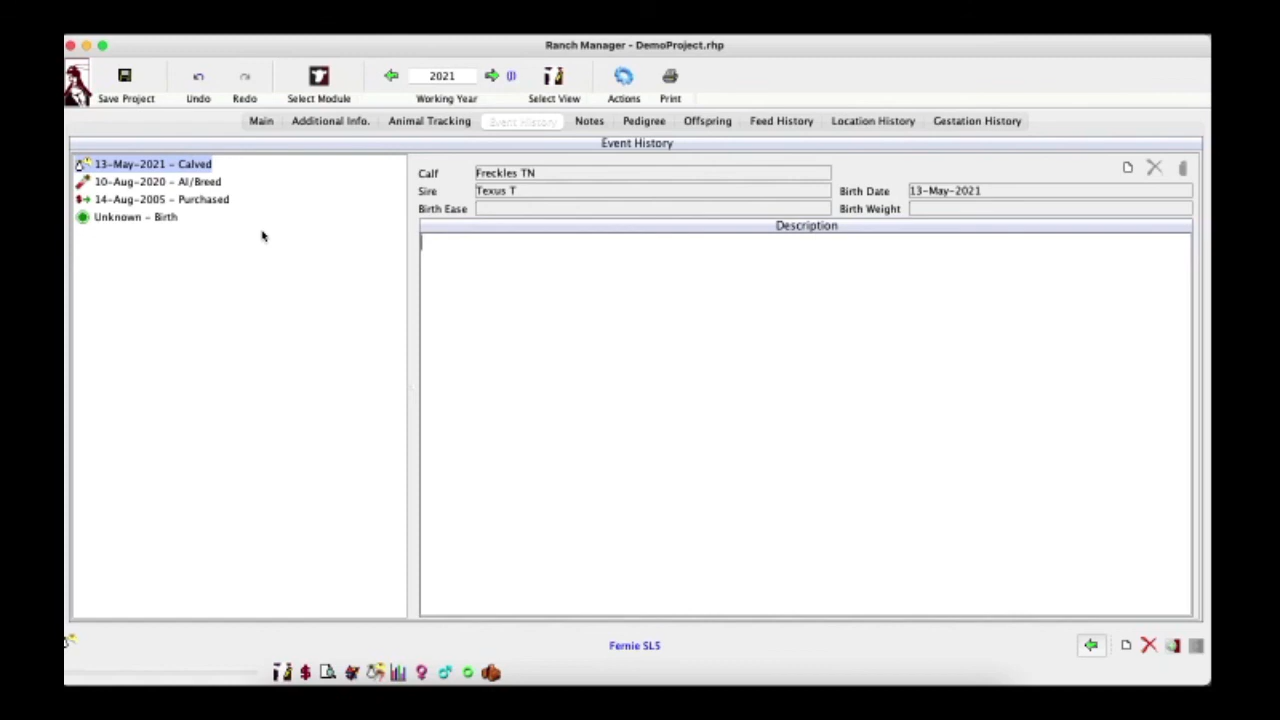 Ranch Manager - DemoProject.rhp
2021
Save Project Undo Redo Select Module Working Year Select View Actions Print
Main Additional Info. Animal Tracking Event History Notes Pedigree Offspring Feed History Location History Gestation History
Event History
13-May-2021 - Calved
10-Aug-2020 - AI/Breed
14-Aug-2005 - Purchased
Unknown - Birth
Calf Freckles TN
Sire Texus T Birth Date 13-May-2021
Birth Ease Birth Weight
Description
Fernie SL5